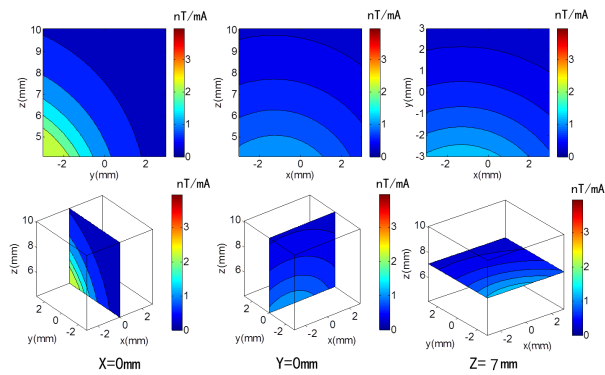 nT/mA nT/mA nT/mA
10 9 8 7 6 5
z(mm)
-2 0 2
y(mm)
3 2 1 0
10 9 8 7 6 5
z(mm)
-2 0 2
x(mm)
3 2 1 0
3 2 1 0 -1 -2 -3
y(mm)
-2 0 2
x(mm)
3 2 1 0
nT/mA nT/mA nT/mA
10 8 6
z(mm)
2 0 -2
y(mm)
-2 0 2
x(mm)
3 2 1 0
10 8 6 4
z(mm)
2 0 -2
y(mm)
-2 0 2
x(mm)
3 2 1 0
10 8 6
z(mm)
2 0 -2
y(mm)
-2 0 2
x(mm)
3 2 1 0
X=0mm Y=0mm Z= 7mm